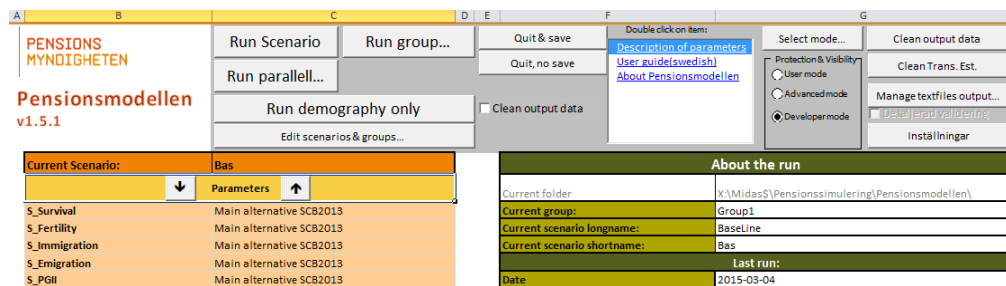 A B C D E F G
PENSIONS
MYNDIGHETEN
Pensionsmodellen
v1.5.1
Run Scenario
Run group...
Run parallell...
Run demography only
Edit scenarios & groups...
Quit & save
Quit, no save
Clean output data
Double click on item:
Description of parameters
User guide(swedish)
About Pensionsmodellen
Select mode...
Protection & Visibility
User mode
Advanced mode
Developer mode
Clean output data
Clean Trans. Est.
Manage textfiles output...
Detaljerad validering
Inställningar
Current Scenario: Bas
Parameters
S_Survival Main alternative SCB2013
S_Fertility Main alternative SCB2013
S_Immigration Main alternative SCB2013
S_Emigration Main alternative SCB2013
S_PGII Main alternative SCB2013
About the run
Current folder X:\Midas$\Pensionssimulering\Pensionsmodellen\
Current group: Group1
Current scenario longname: BaseLine
Current scenario shortname: Bas
Last run:
Date 2015-03-04